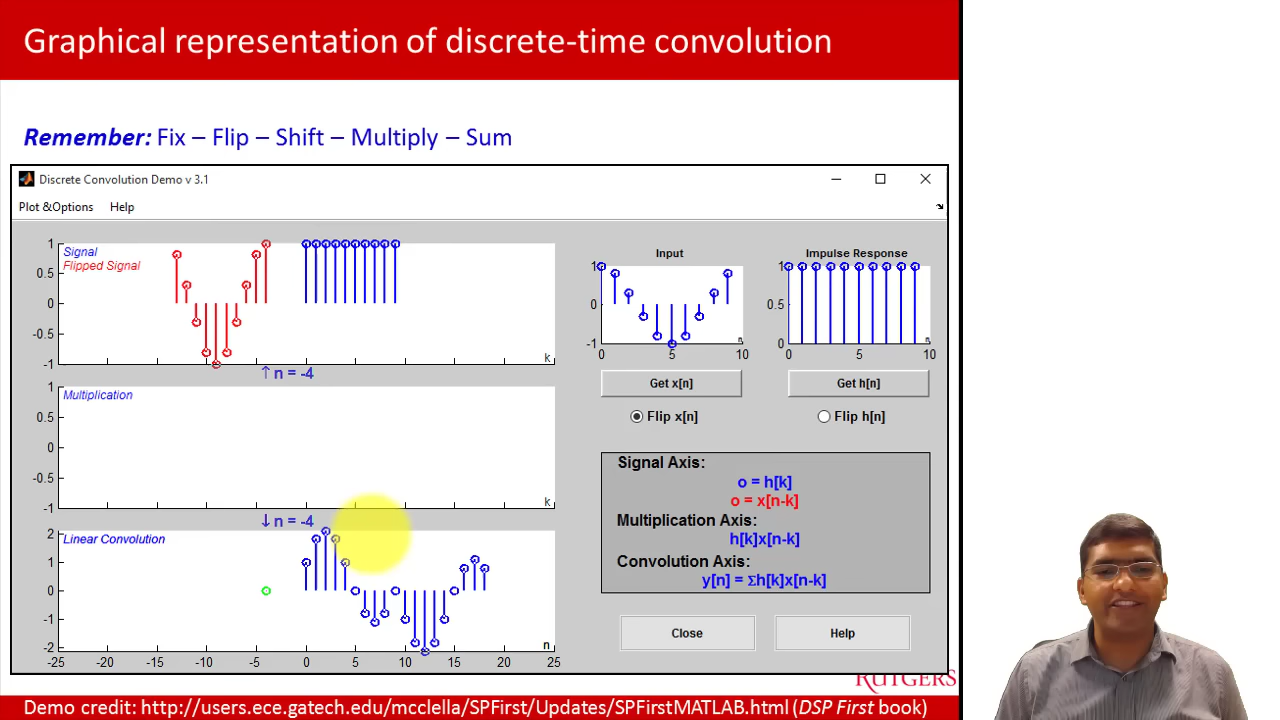 Graphical representation of discrete-time convolution
Remember: Fix – Flip – Shift – Multiply – Sum
Discrete Convolution Demo v 3.1
Plot &Options Help
Signal
Flipped Signal
1
0.5
0
-0.5
-1
k
↑ n = -4
Multiplication
1
0.5
0
-0.5
-1
k
↓ n = -4
Linear Convolution
2
1
0
-1
-2
n
-25 -20 -15 -10 -5 0 5 10 15 20 25
Input
1
0
-1
n
0 5 10
Get x[n]
Flip x[n]
Impulse Response
1
0.5
0
n
0 5 10
Get h[n]
Flip h[n]
Signal Axis:
o = h[k]
o = x[n-k]
Multiplication Axis:
h[k]x[n-k]
Convolution Axis:
y[n] = Σh[k]x[n-k]
Close Help
RUTGERS
Demo credit: http://users.ece.gatech.edu/mcclella/SPFirst/Updates/SPFirstMATLAB.html (DSP First book)